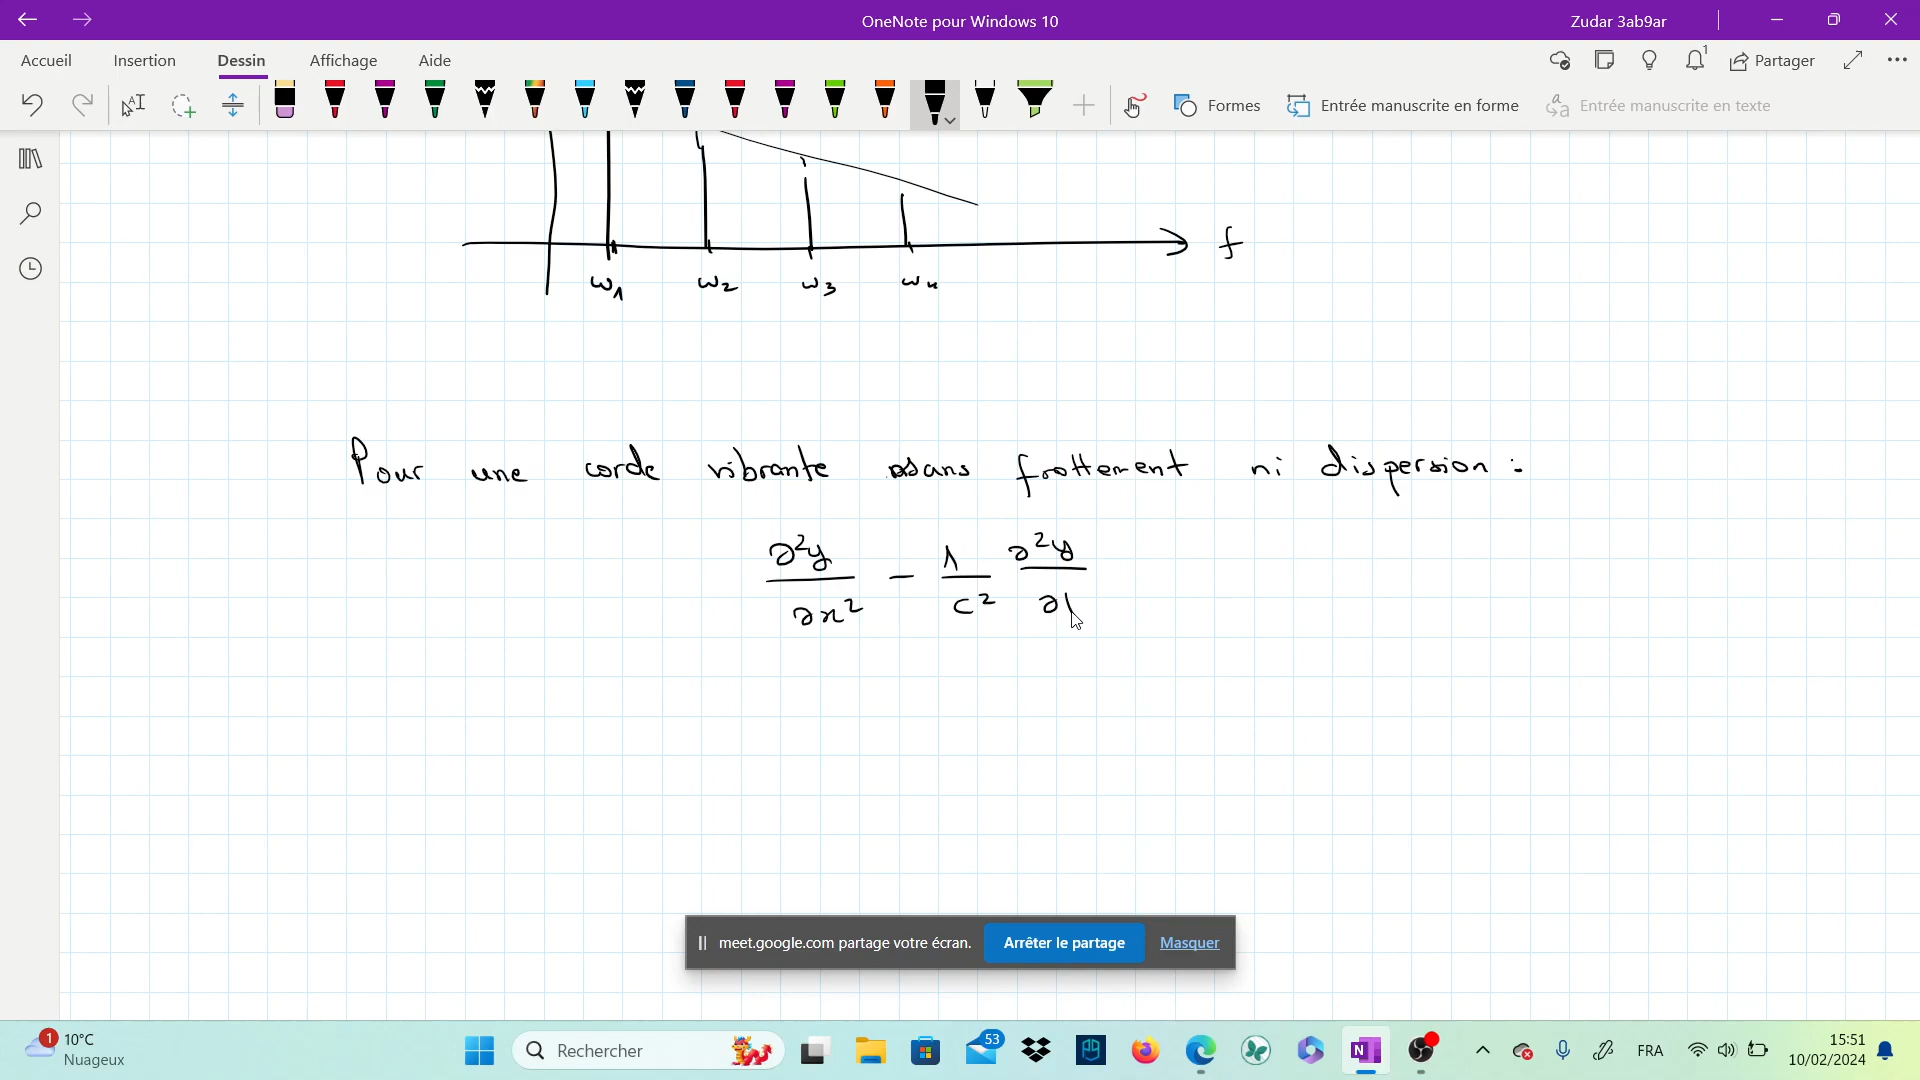 OneNote pour Windows 10
Zudar 3ab9ar
Accueil Insertion Dessin Affichage Aide
1
Partager
Formes
Entrée manuscrite en forme
Entrée manuscrite en texte
f
ω1 ω2 ω3 ω4
Pour une corde vibrante sans frottement ni dispersion :
∂²y/∂x² - 1/c² ∂²y/∂t
meet.google.com partage votre écran. Arrêter le partage Masquer
1
10°C
Nuageux
Rechercher
53
FRA
15:51
10/02/2024